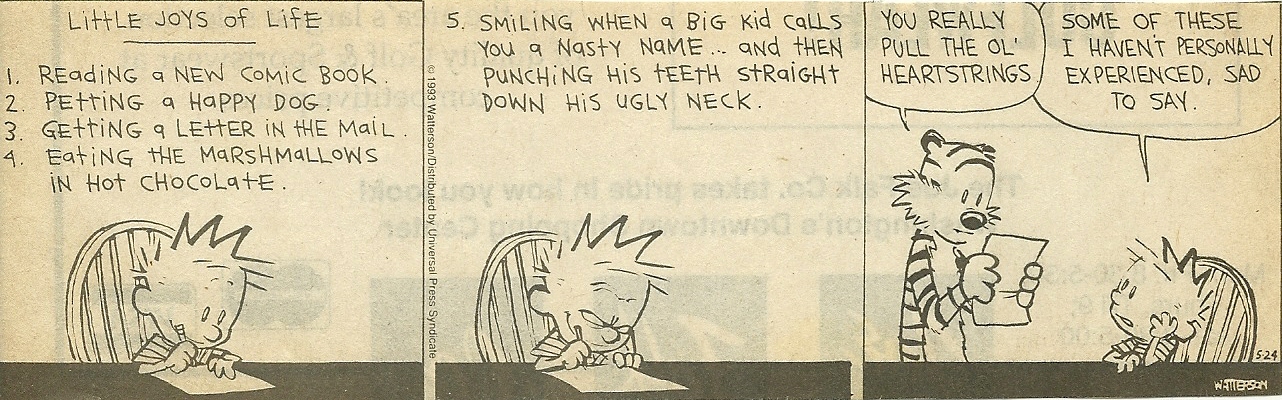 LITTLE JOYS OF LIFE
1. READING A NEW COMIC BOOK.
2. PETTING A HAPPY DOG.
3. GETTING A LETTER IN THE MAIL.
4. EATING THE MARSHMALLOWS
IN HOT CHOCOLATE.
© 1993 Watterson/Distributed by Universal Press Syndicate
5. SMILING WHEN A BIG KID CALLS
YOU A NASTY NAME... AND THEN
PUNCHING HIS TEETH STRAIGHT
DOWN HIS UGLY NECK.
YOU REALLY
PULL THE OL'
HEARTSTRINGS
SOME OF THESE
I HAVEN'T PERSONALLY
EXPERIENCED, SAD
TO SAY.
5-24
WATTERSON